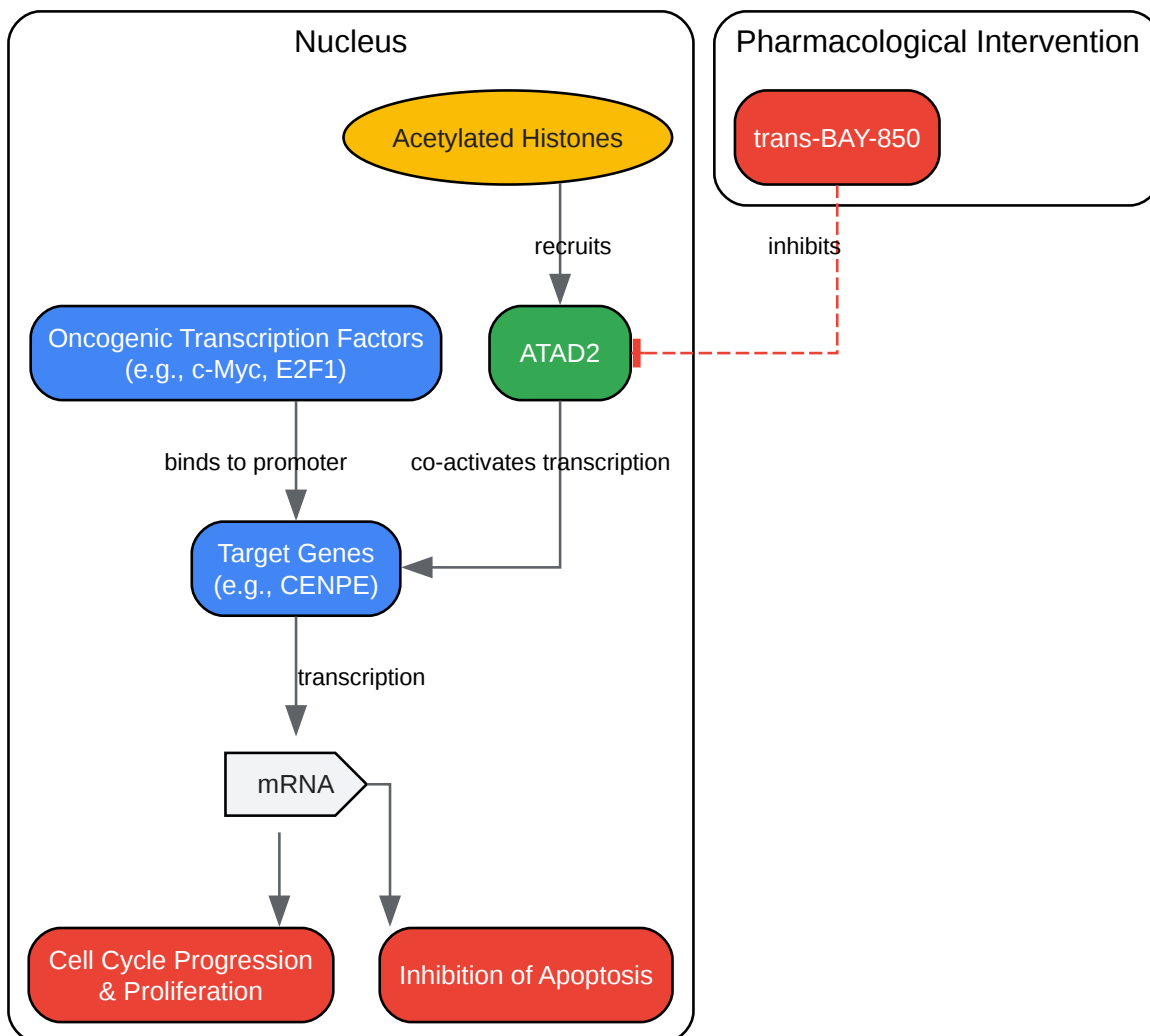 Nucleus
Pharmacological Intervention
Acetylated Histones
trans-BAY-850
recruits
inhibits
Oncogenic Transcription Factors
(e.g., c-Myc, E2F1)
ATAD2
binds to promoter
co-activates transcription
Target Genes
(e.g., CENPE)
transcription
mRNA
Cell Cycle Progression
& Proliferation
Inhibition of Apoptosis